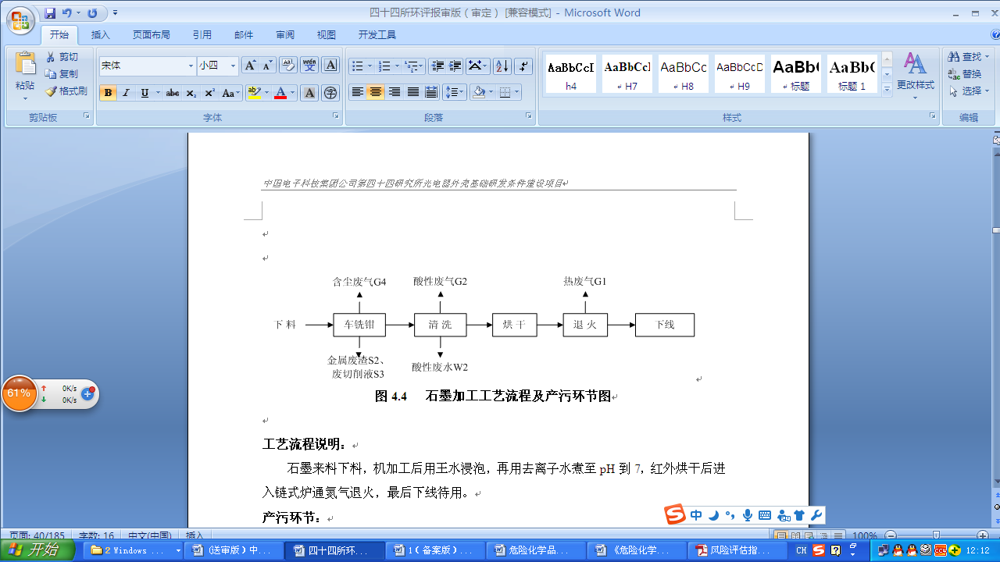 四十四所环评报审版（审定） [兼容模式] - Microsoft Word
开始 插入 页面布局 引用 邮件 审阅 视图 开发工具
粘贴 剪切 复制 格式刷 剪贴板
宋体 小四
B I U abc X₂ X² Aa 字体
段落
AaBbCcI AaBbCcl AaBbCc AaBbCcD AaBb( AaBb(
h4 H7 H8 H9 标题 标题 1
更改样式 样式
查找 替换 选择 编辑
中国电子科技集团公司第四十四研究所光电器外壳基础研发条件建设项目
含尘废气G4 酸性废气G2 热废气G1
下 料 车铣钳 清 洗 烘 干 退 火 下线
金属废渣S2、
废切削液S3
酸性废水W2
图 4.4 石墨加工工艺流程及产污环节图
工艺流程说明：
石墨来料下料，机加工后用王水浸泡，再用去离子水煮至 pH 到 7，红外烘干后进
入链式炉通氮气退火，最后下线待用。
产污环节：
61% 0K/s
0K/s
中
页面: 40/185 字数: 16 中文(中国) 插入 100%
开始 2 Windows ... (送审版) 中... 四十四所环... 1（备案版）... 危险化学品... 《危险化学... 风险评估指... CH 12:12